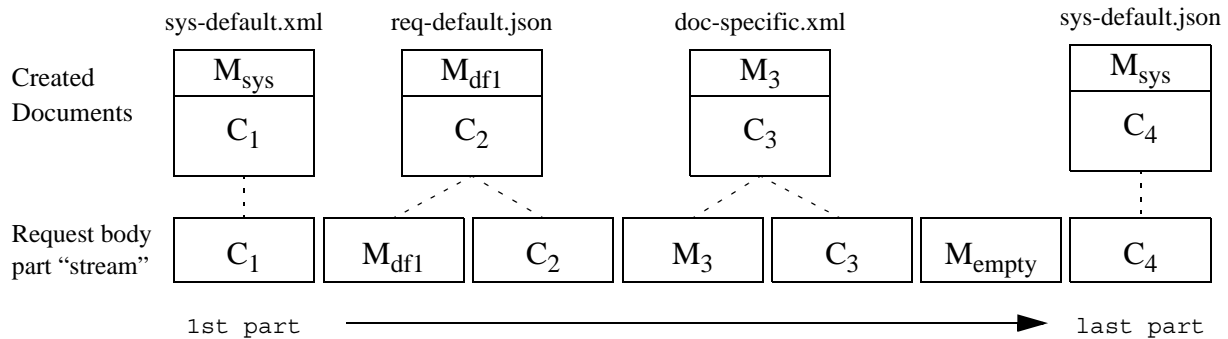 sys-default.xml req-default.json doc-specific.xml sys-default.json
Created
Documents
Msys Mdf1 M3 Msys
C1 C2 C3 C4
Request body
part “stream”
C1 Mdf1 C2 M3 C3 Mempty C4
1st part last part